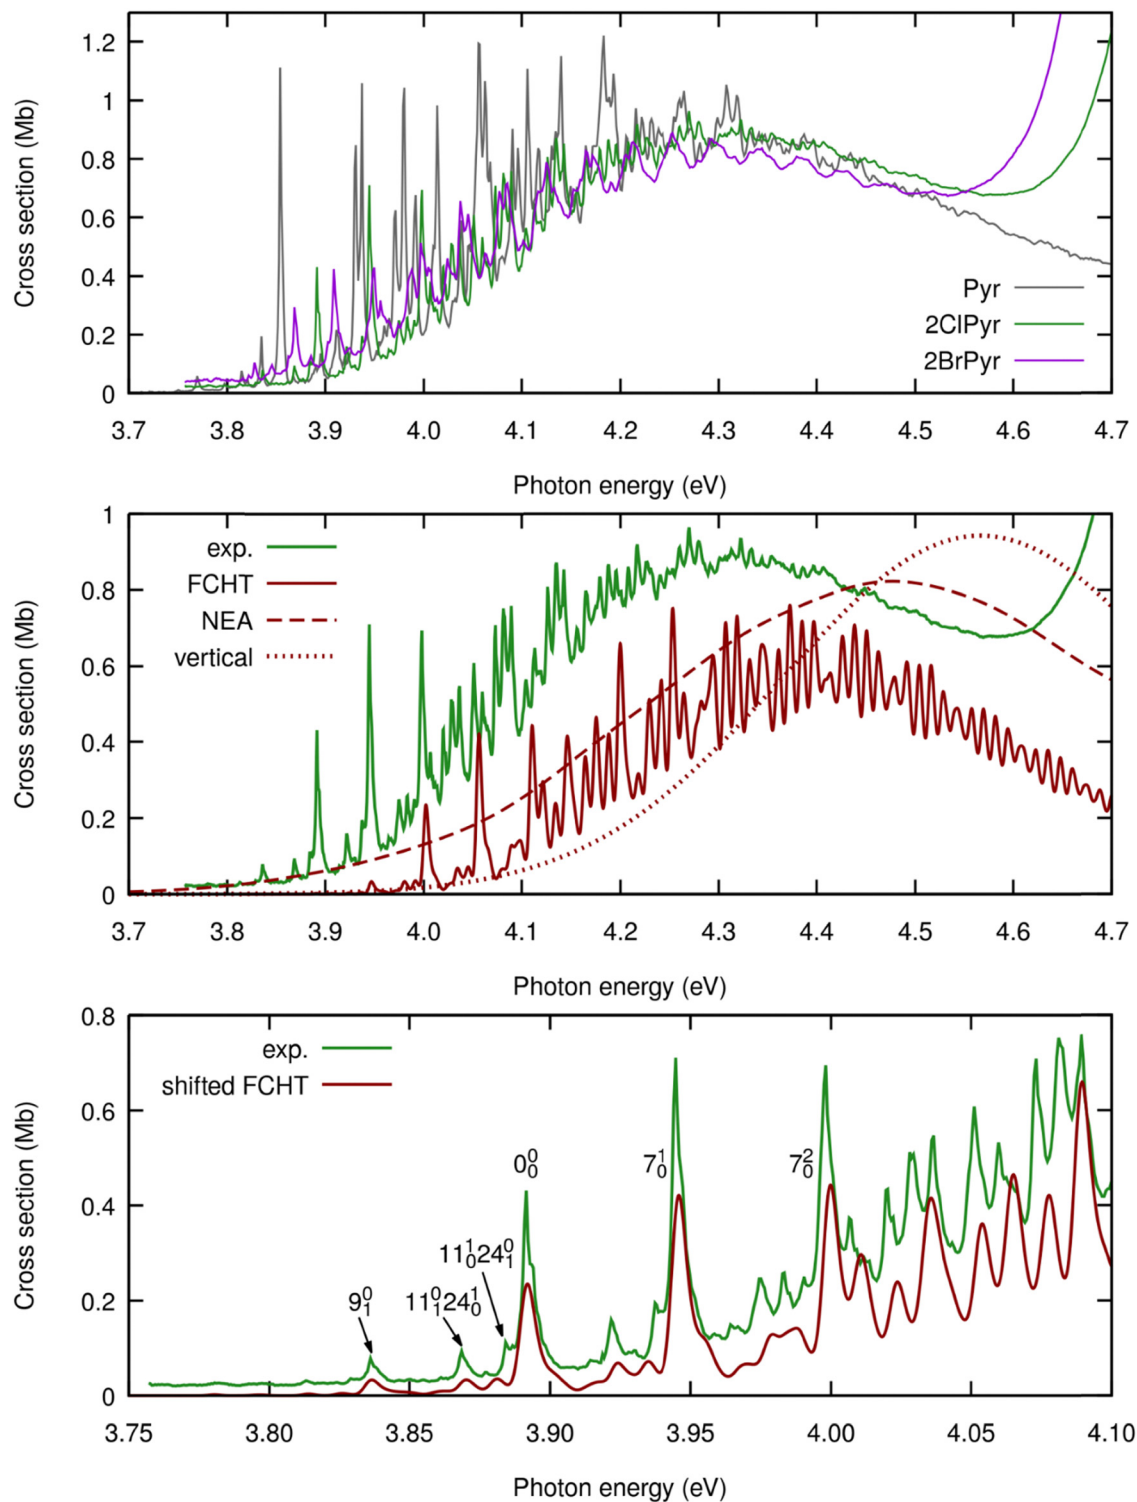 1.2
1
0.8
0.6
0.4
0.2
0
Cross section (Mb)
Pyr
2ClPyr
2BrPyr
3.7 3.8 3.9 4.0 4.1 4.2 4.3 4.4 4.5 4.6 4.7
Photon energy (eV)
1
0.8
0.6
0.4
0.2
0
Cross section (Mb)
exp.
FCHT
NEA
vertical
3.7 3.8 3.9 4.0 4.1 4.2 4.3 4.4 4.5 4.6 4.7
Photon energy (eV)
0.8
0.6
0.4
0.2
0
Cross section (Mb)
exp.
shifted FCHT
9⁰₁
11⁰₁24¹₀
11¹₀24⁰₁
0⁰₀
7¹₀
7²₀
3.75 3.80 3.85 3.90 3.95 4.00 4.05 4.10
Photon energy (eV)